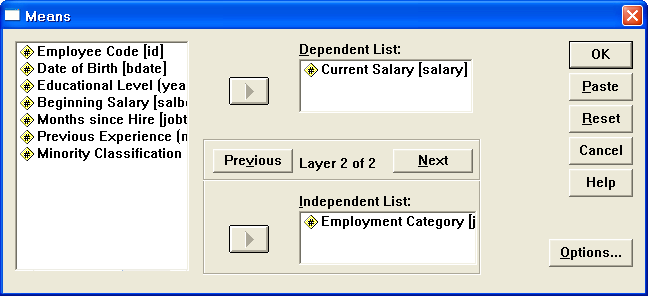 Means
Employee Code [id]
Date of Birth [bdate]
Educational Level (yea
Beginning Salary [salb
Months since Hire [jobt
Previous Experience (n
Minority Classification
Dependent List:
Current Salary [salary]
Previous
Layer 2 of 2
Next
Independent List:
Employment Category [j
OK
Paste
Reset
Cancel
Help
Options...